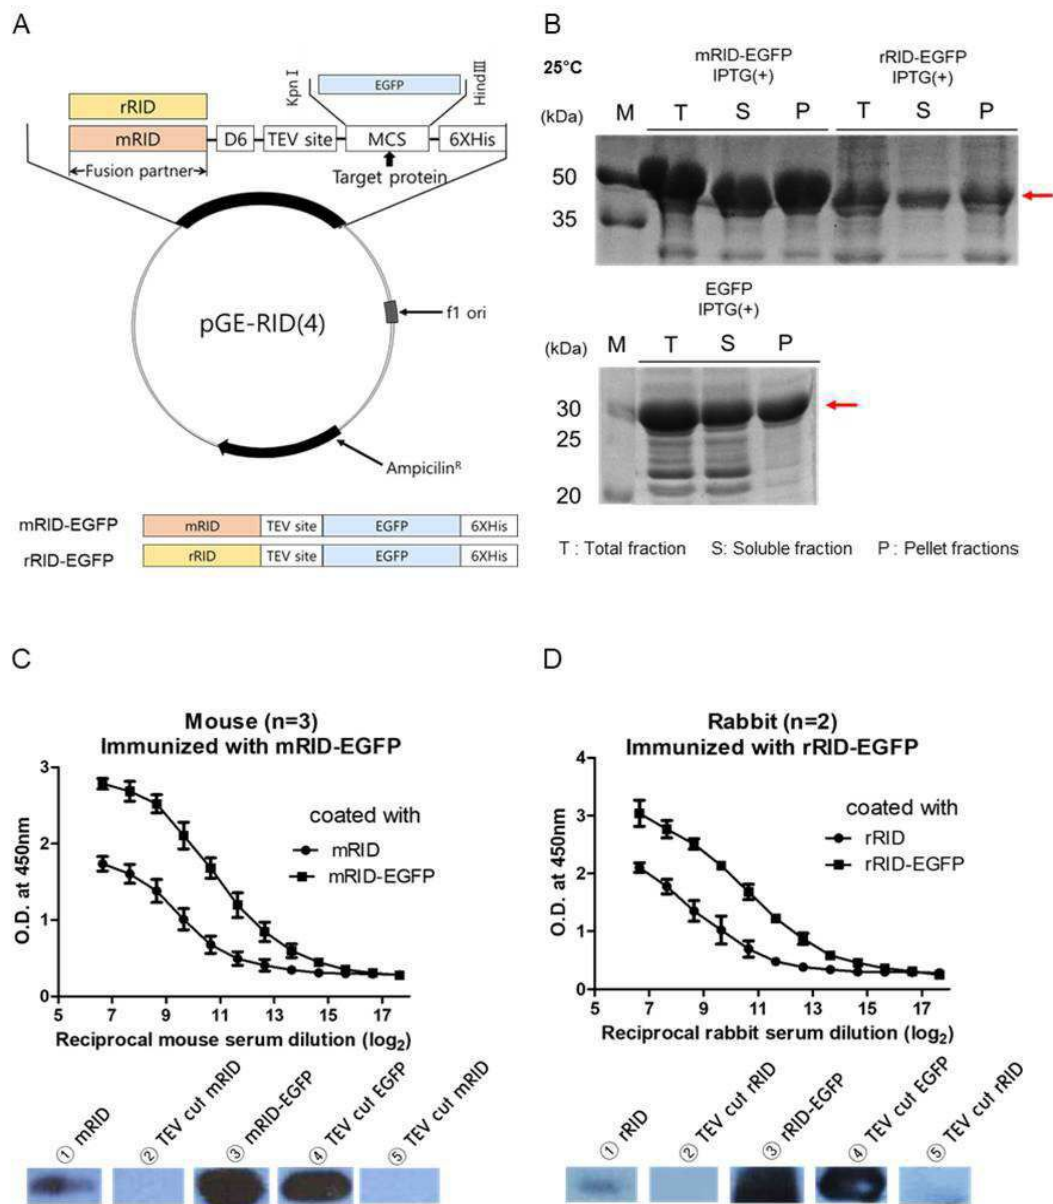 A
Kpn I
EGFP
HindIII
rRID
mRID
D6
TEV site
MCS
6XHis
Fusion partner
Target protein
pGE-RID(4)
f1 ori
Ampicilinᴿ
mRID-EGFP
mRID
TEV site
EGFP
6XHis
rRID-EGFP
rRID
TEV site
EGFP
6XHis
B
25°C
mRID-EGFP
IPTG(+)
rRID-EGFP
IPTG(+)
(kDa)
M
T
S
P
T
S
P
50
35
EGFP
IPTG(+)
(kDa)
M
T
S
P
30
25
20
T : Total fraction S: Soluble fraction P : Pellet fractions
C
Mouse (n=3)
Immunized with mRID-EGFP
O.D. at 450nm
3
2
1
0
coated with
mRID
mRID-EGFP
5 7 9 11 13 15 17
Reciprocal mouse serum dilution (log₂)
① mRID
② TEV cut mRID
③ mRID-EGFP
④ TEV cut EGFP
⑤ TEV cut mRID
D
Rabbit (n=2)
Immunized with rRID-EGFP
O.D. at 450nm
4
3
2
1
0
coated with
rRID
rRID-EGFP
5 7 9 11 13 15 17
Reciprocal rabbit serum dilution (log₂)
① rRID
② TEV cut rRID
③ rRID-EGFP
④ TEV cut EGFP
⑤ TEV cut rRID